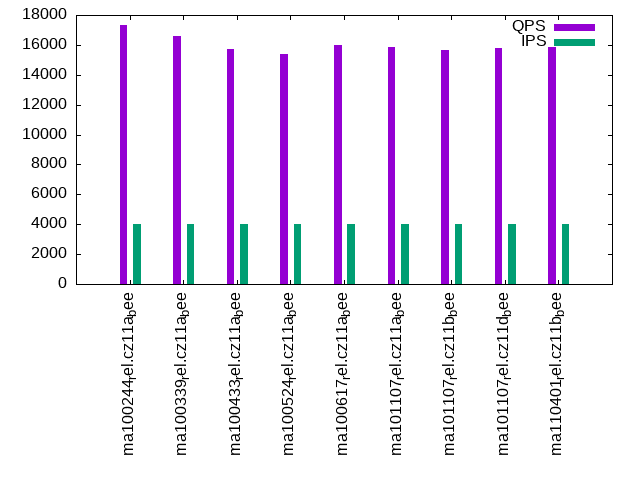 18000
16000
14000
12000
10000
8000
6000
4000
2000
0
QPS
IPS
ma100244rel.cz11abee
ma100339rel.cz11abee
ma100433rel.cz11abee
ma100524rel.cz11abee
ma100617rel.cz11abee
ma101107rel.cz11abee
ma101107rel.cz11bbee
ma101107rel.cz11dbee
ma110401rel.cz11bbee